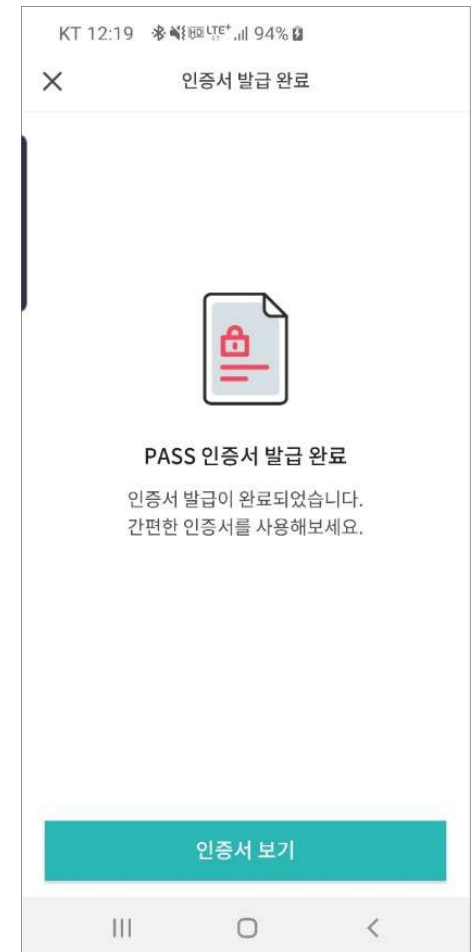 KT 12:19 LTE+ 94%
인증서 발급 완료
PASS 인증서 발급 완료
인증서 발급이 완료되었습니다.
간편한 인증서를 사용해보세요.
인증서 보기